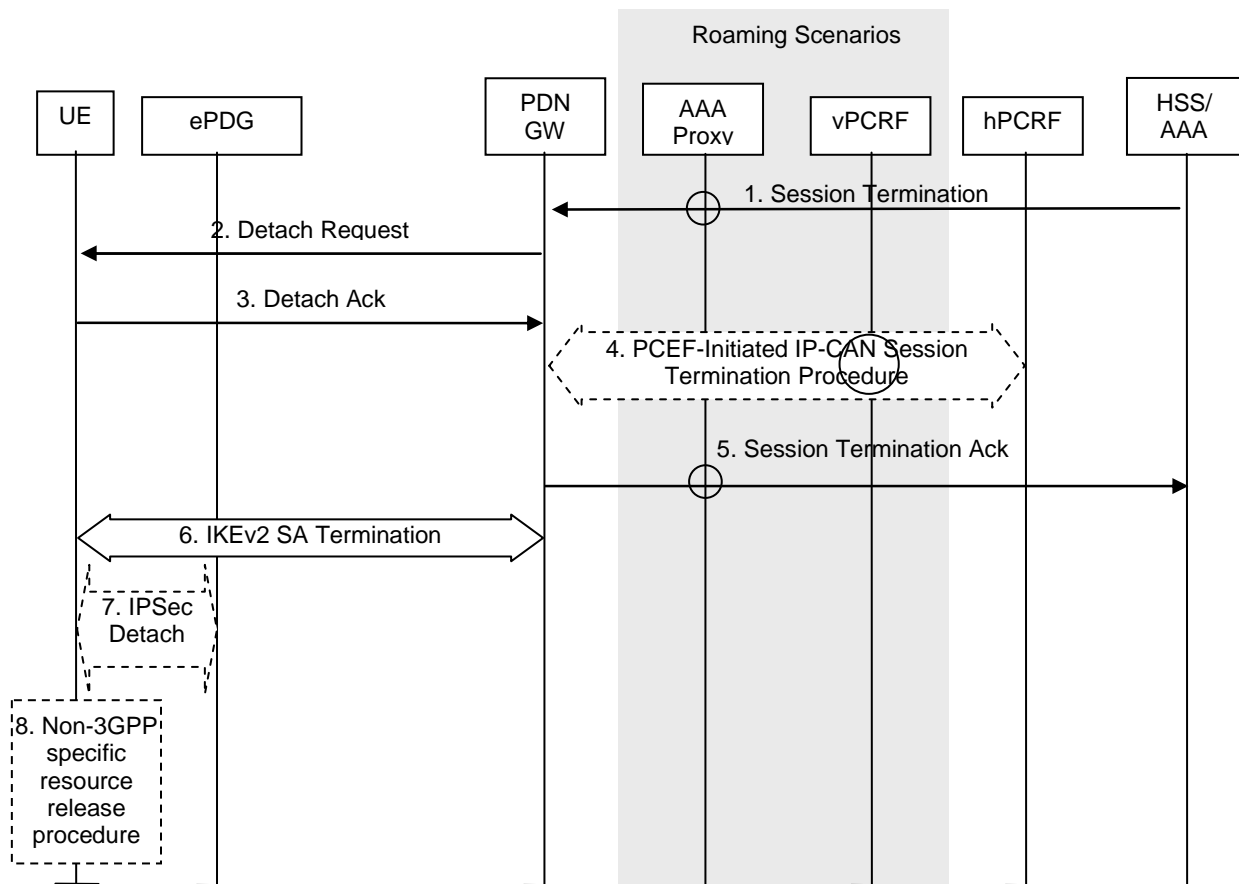 Roaming Scenarios
UE
ePDG
PDN
GW
AAA
Proxy
vPCRF
hPCRF
HSS/
AAA
1. Session Termination
2. Detach Request
3. Detach Ack
4. PCEF-Initiated IP-CAN Session
Termination Procedure
5. Session Termination Ack
6. IKEv2 SA Termination
7. IPSec
Detach
8. Non-3GPP
specific
resource
release
procedure